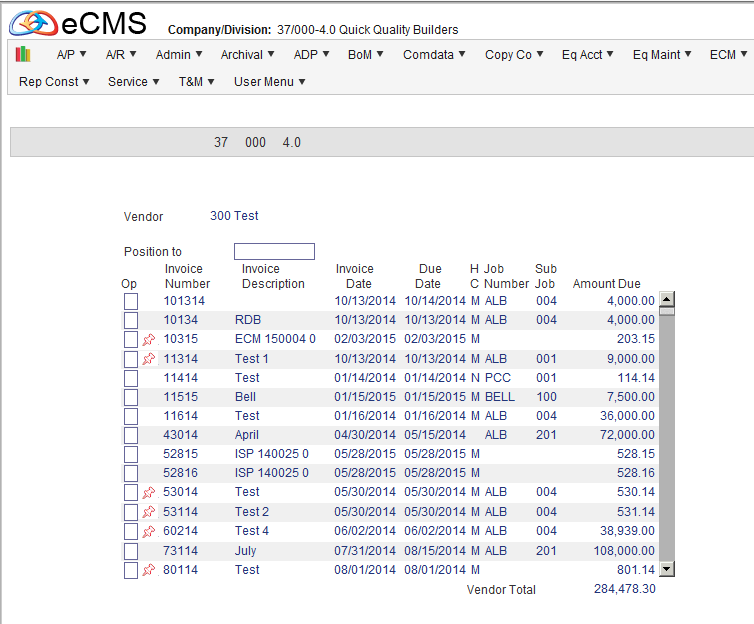 eCMS Company/Division: 37/000-4.0 Quick Quality Builders
A/P A/R Admin Archival ADP BoM Comdata Copy Co Eq Acct Eq Maint ECM
Rep Const Service T&M User Menu
37 000 4.0
Vendor 300 Test
Position to
Invoice Invoice Invoice Due H Job Sub
Op Number Description Date Date C Number Job Amount Due
101314 10/13/2014 10/14/2014 M ALB 004 4,000.00
10134 RDB 10/13/2014 10/13/2014 M ALB 004 4,000.00
10315 ECM 150004 0 02/03/2015 02/03/2015 M 203.15
11314 Test 1 10/13/2014 10/13/2014 M ALB 001 9,000.00
11414 Test 01/14/2014 01/14/2014 N PCC 001 114.14
11515 Bell 01/15/2015 01/15/2015 M BELL 100 7,500.00
11614 Test 01/16/2014 01/16/2014 M ALB 004 36,000.00
43014 April 04/30/2014 05/15/2014 ALB 201 72,000.00
52815 ISP 140025 0 05/28/2015 05/28/2015 M 528.15
52816 ISP 140025 0 05/28/2015 05/28/2015 M 528.16
53014 Test 05/30/2014 05/30/2014 M ALB 004 530.14
53114 Test 2 05/30/2014 05/30/2014 M ALB 004 531.14
60214 Test 4 06/02/2014 06/02/2014 M ALB 004 38,939.00
73114 July 07/31/2014 08/15/2014 M ALB 201 108,000.00
80114 Test 08/01/2014 08/01/2014 M 801.14
Vendor Total 284,478.30